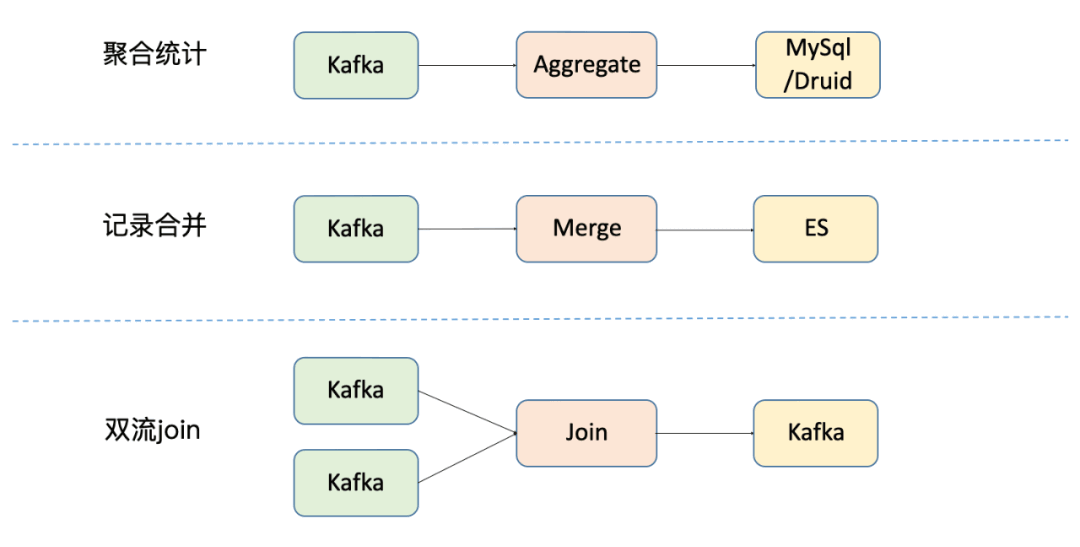 聚合统计
Kafka
Aggregate
MySql
/Druid
记录合并
Kafka
Merge
ES
双流join
Kafka
Kafka
Join
Kafka